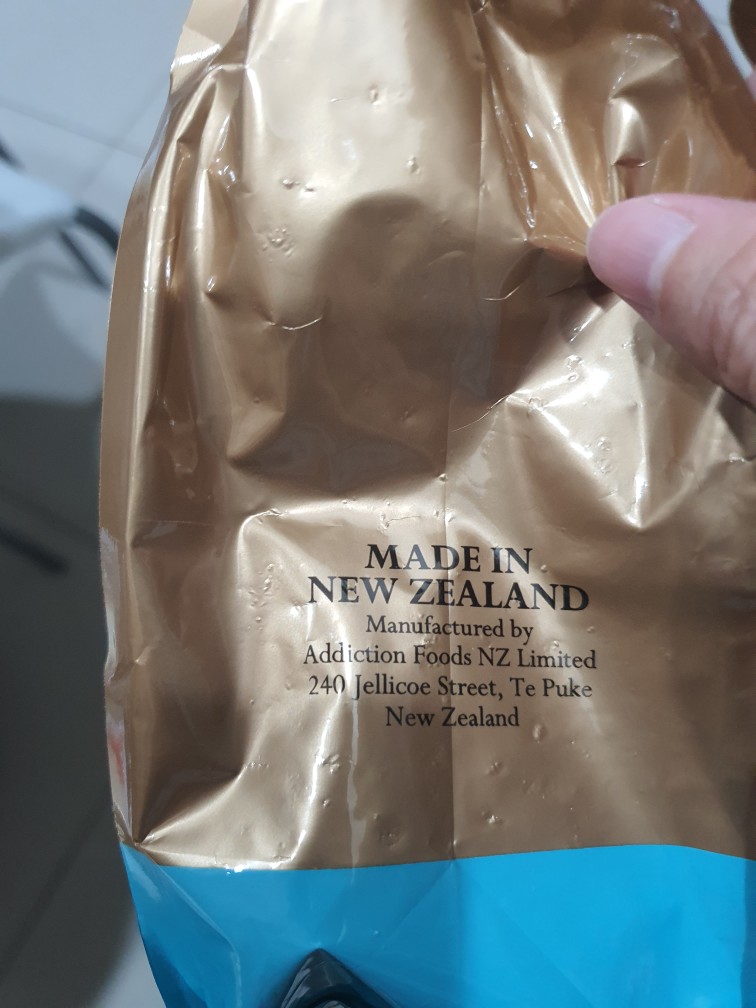 MADE IN
NEW ZEALAND
Manufactured by
Addiction Foods NZ Limited
240 Jellicoe Street, Te Puke
New Zealand